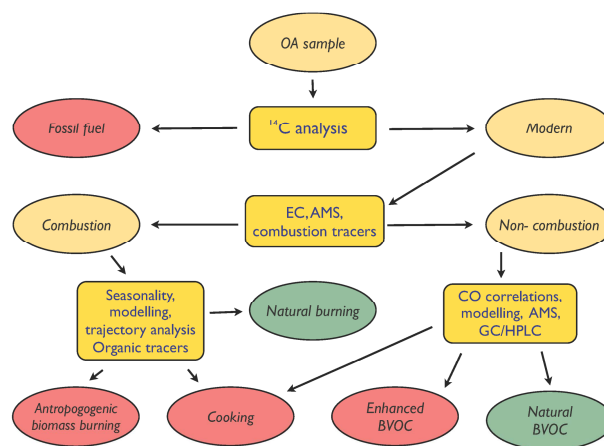 OA sample
Fossil fuel
¹⁴C analysis
Modern
Combustion
EC, AMS,
combustion tracers
Non- combustion
Seasonality,
modelling,
trajectory analysis
Organic tracers
Natural burning
CO correlations,
modelling, AMS,
GC/HPLC
Antropogogenic
biomass burning
Cooking
Enhanced
BVOC
Natural
BVOC